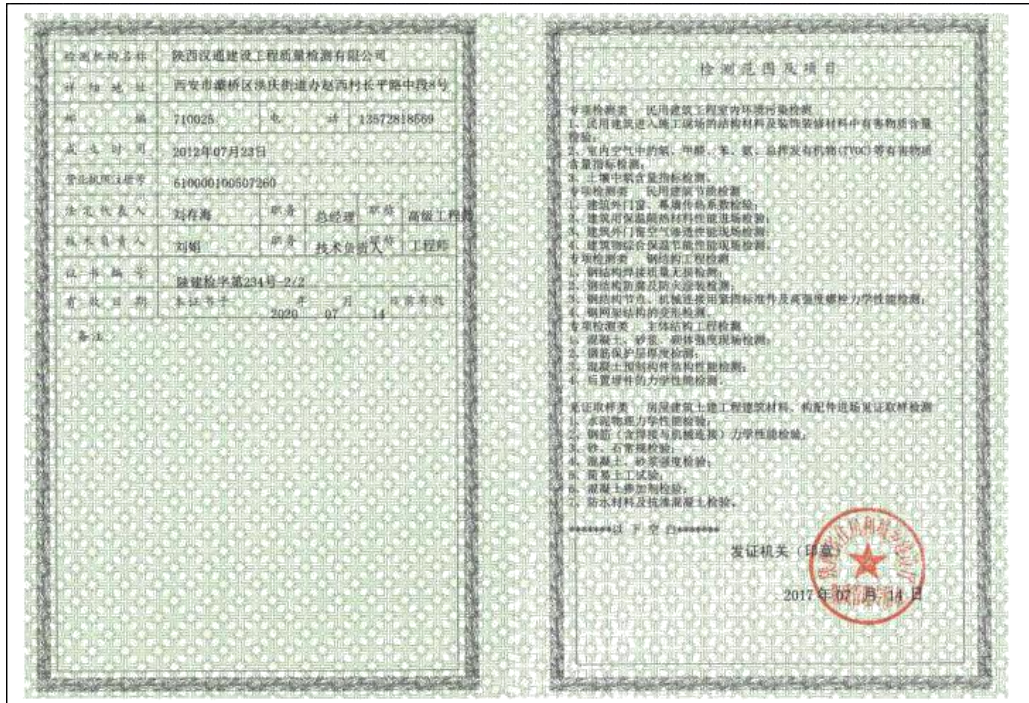 检测机构名称 陕西汉通建设工程质量检测有限公司
详细地址 西安市灞桥区洪庆街道办赵西村长平路中段8号
邮 编 710025 电 话 13572818569
成立时间 2012年07月23日
营业执照注册号 610000100507260
法定代表人 刘存海 职务 总经理 职称 高级工程师
技术负责人 刘娟 职务 技术负责人 职称 工程师
证书编号 陕建检字第234号-2/2
有效日期 本证书于 2020 年 07 月 14 日前有效
备注
检测范围及项目
专项检测类 民用建筑工程室内环境污染检测
1、民用建筑进入施工现场的结构材料及装饰装修材料中有害物质含量
检验;
2、室内空气中的氡、甲醛、苯、氨、总挥发有机物(TVOC)等有害物质
含量指标检测;
3、土壤中氡含量指标检测。
专项检测类 民用建筑节能检测
1、建筑外门窗、幕墙传热系数检验;
2、建筑用保温隔热材料性能进场检验;
3、建筑外门窗空气渗透性能现场检测;
4、建筑物综合保温节能性能现场检测。
专项检测类 钢结构工程检测
1、钢结构焊接质量无损检测;
2、钢结构防腐及防火涂装检测;
3、钢结构节点、机械连接用紧固标准件及高强度螺栓力学性能检测;
4、钢网架结构的变形检测。
专项检测类 主体结构工程检测
1、混凝土、砂浆、砌体强度现场检测;
2、钢筋保护层厚度检测;
3、混凝土预制构件结构性能检测;
4、后置埋件的力学性能检测。
见证取样类 房屋建筑土建工程建筑材料、构配件进场见证取样检测
1、水泥物理力学性能检验;
2、钢筋(含焊接与机械连接)力学性能检验;
3、砂、石常规检验;
4、混凝土、砂浆强度检验;
5、简易土工试验;
6、混凝土掺加剂检验;
7、防水材料及抗渗混凝土检验。
*******以下空白*******
发证机关(印章)
陕西省住房和城乡建设厅
2017 年 07 月 14 日